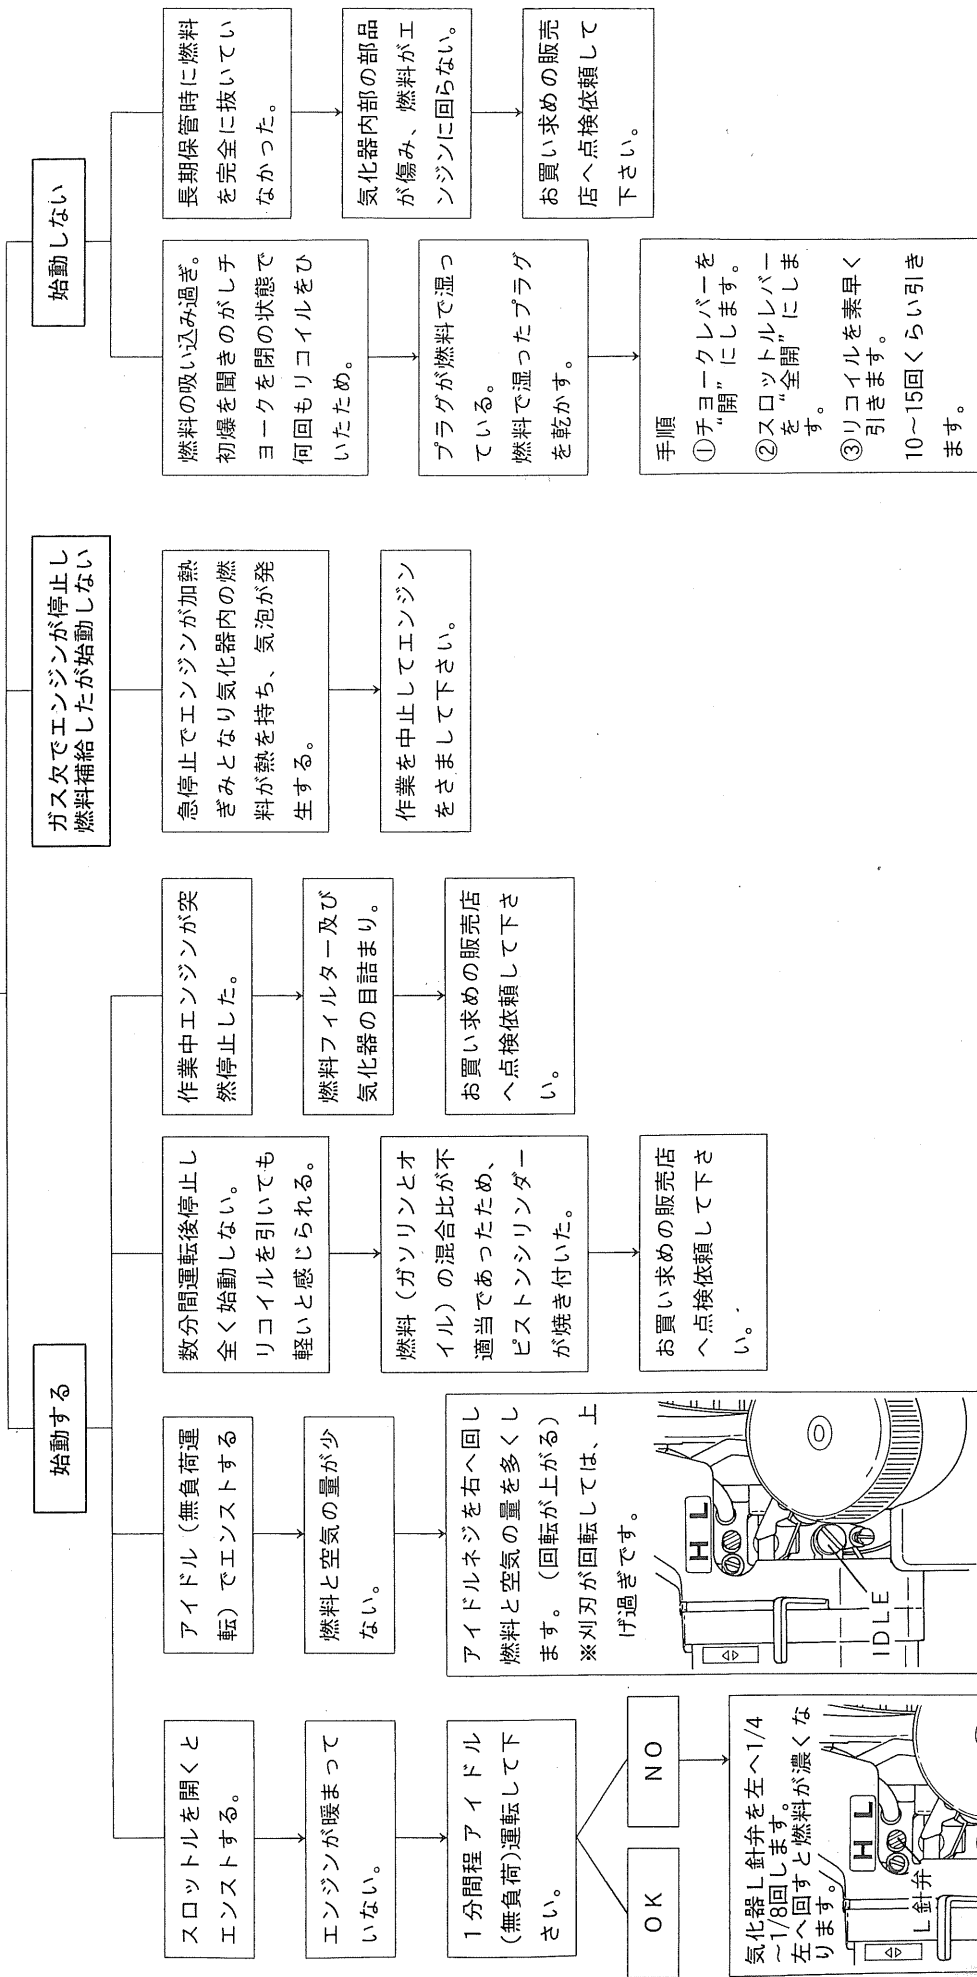 始動する
スロットルを開くと
エンストする。
エンジンが暖まって
いない。
1分間程アイドル
(無負荷)運転して下
さい。
OK
NO
気化器L針弁を左へ1/4
~1/8回します。
左へ回すと燃料が濃くな
ります。
H L
L針弁
アイドル(無負荷運
転)でエンストする
燃料と空気の量が少
ない。
アイドルネジを右へ回し
燃料と空気の量を多くし
ます。(回転が上がる)
※刈刃が回転しては、上
げ過ぎです。
H L
IDLE
数分間運転後停止し
全く始動しない。
リコイルを引いても
軽いと感じられる。
燃料(ガソリンとオ
イル)の混合比が不
適当であったため、
ピストンシリンダー
が焼き付いた。
お買い求めの販売店
へ点検依頼して下さ
い。
作業中エンジンが突
然停止した。
燃料フィルター及び
気化器の目詰まり。
お買い求めの販売店
へ点検依頼して下さ
い。
ガス欠でエンジンが停止し
燃料補給したが始動しない
急停止でエンジンが加熱
ぎみとなり気化器内の燃
料が熱を持ち、気泡が発
生する。
作業を中止してエンジン
をさまして下さい。
始動しない
燃料の吸い込み過ぎ。
初爆を聞きのがしチ
ョークを閉の状態で
何回もリコイルをひ
いたため。
プラグが燃料で湿っ
ている。
燃料で湿ったプラグ
を乾かす。
手順
①チョークレバーを
“開”にします。
②スロットルレバー
を“全開”にしま
す。
③リコイルを素早く
引きます。
10~15回くらい引き
ます。
長期保管時に燃料
を完全に抜いてい
なかった。
気化器内部の部品
が傷み、燃料がエ
ンジンに回らない。
お買い求めの販売
店へ点検依頼して
下さい。